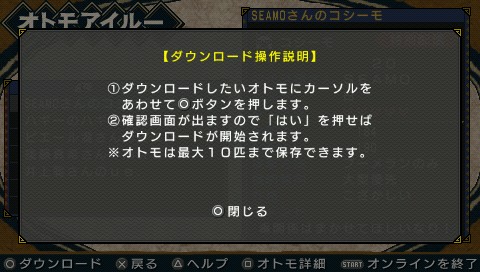 オトモアイルー
SEAMOさんのコシーモ
【ダウンロード操作説明】
①ダウンロードしたいオトモにカーソルを
あわせて◎ボタンを押します。
②確認画面が出ますので「はい」を押せば
ダウンロードが開始されます。
※オトモは最大１０匹まで保存できます。
◎閉じる
◎ダウンロード ⊗戻る △ヘルプ □オトモ詳細 START オンラインを終了